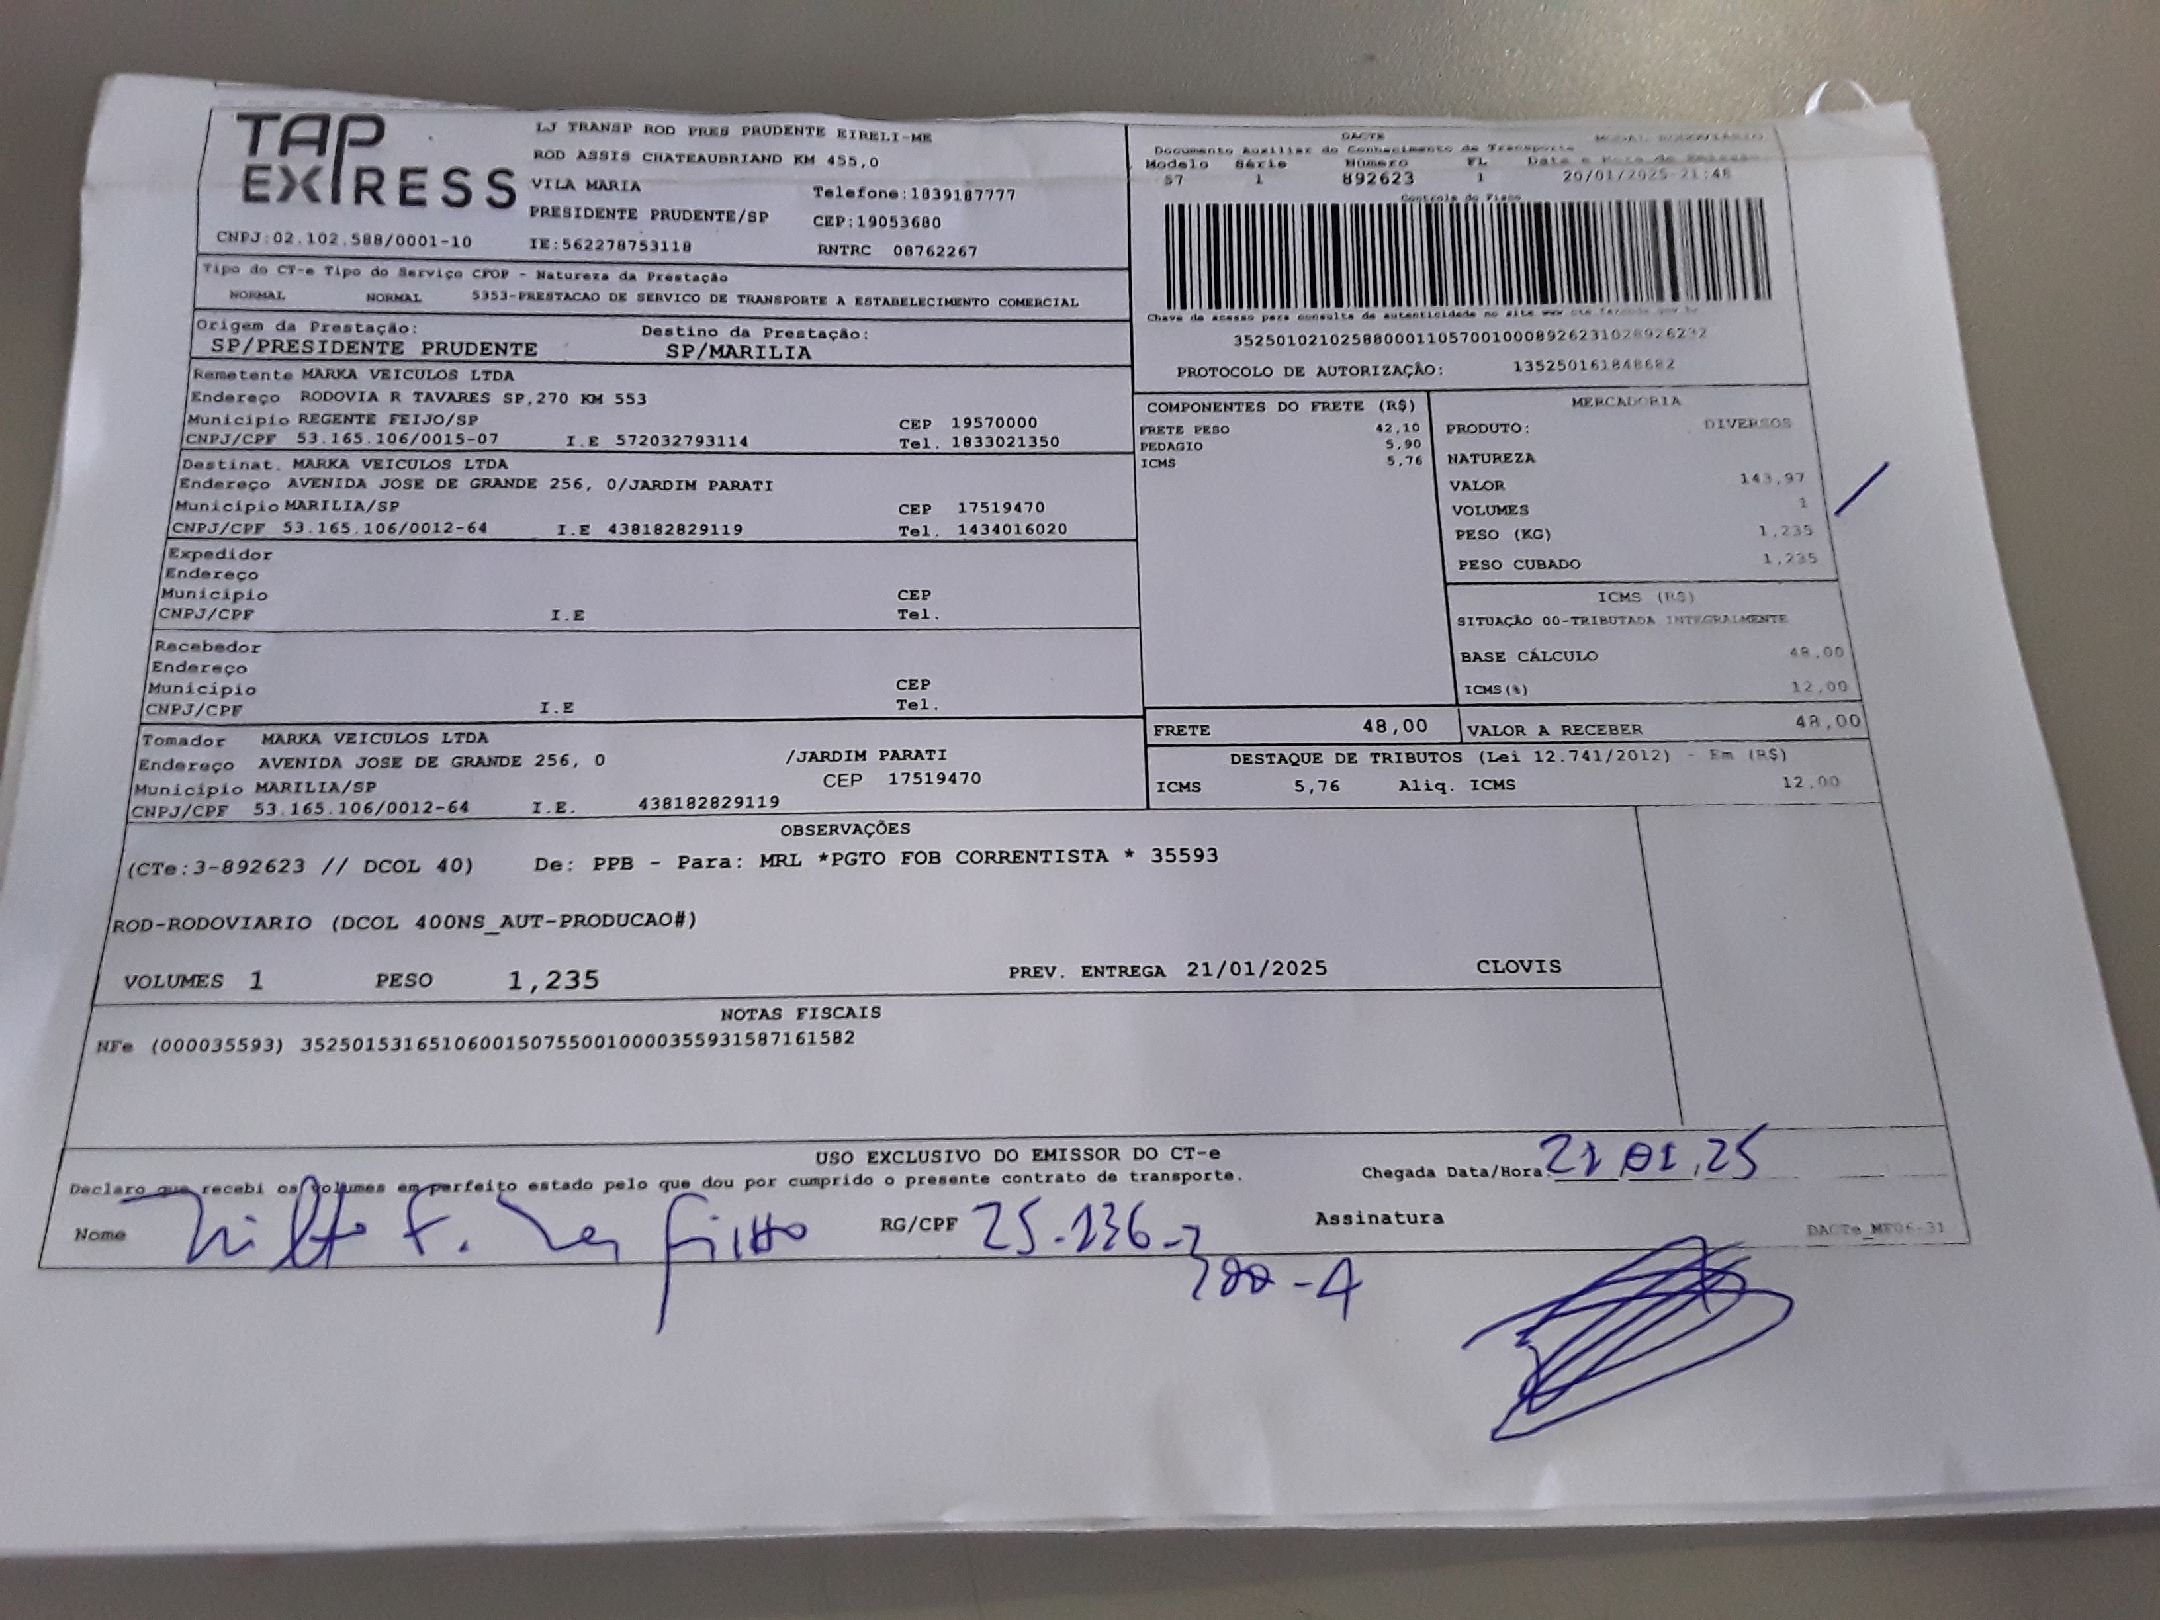 TAP EXPRESS
LJ TRANSP ROD PRES PRUDENTE EIRELI-ME
ROD ASSIS CHATEAUBRIAND KM 455,0
VILA MARIA Telefone:1839187777
PRESIDENTE PRUDENTE/SP CEP:19053680
CNPJ:02.102.588/0001-10 IE:562278753118 RNTRC 08762267
Tipo do CT-e Tipo do Serviço CFOP - Natureza da Prestação
NORMAL NORMAL 5353-PRESTACAO DE SERVICO DE TRANSPORTE A ESTABELECIMENTO COMERCIAL
Origem da Prestação: Destino da Prestação:
SP/PRESIDENTE PRUDENTE SP/MARILIA
DACTE MODAL RODOVIARIO
Documento Auxiliar do Conhecimento de Transporte
Modelo Série Número FL Data e Hora de Emissão
57 1 892623 1 20/01/2025-21:48
Controle do Fisco
Chave de acesso para consulta de autenticidade no site www cte.fazenda.gov.br
35250102102588000110570010008926231028926232
PROTOCOLO DE AUTORIZAÇÃO: 135250161848682
Remetente MARKA VEICULOS LTDA
Endereço RODOVIA R TAVARES SP,270 KM 553
Município REGENTE FEIJO/SP CEP 19570000
CNPJ/CPF 53.165.106/0015-07 I.E 572032793114 Tel. 1833021350
Destinat. MARKA VEICULOS LTDA
Endereço AVENIDA JOSE DE GRANDE 256, 0/JARDIM PARATI
Município MARILIA/SP CEP 17519470
CNPJ/CPF 53.165.106/0012-64 I.E 438182829119 Tel. 1434016020
Expedidor
Endereço
Município CEP
CNPJ/CPF I.E Tel.
Recebedor
Endereço
Município CEP
CNPJ/CPF I.E Tel.
Tomador MARKA VEICULOS LTDA
Endereço AVENIDA JOSE DE GRANDE 256, 0 /JARDIM PARATI
Município MARILIA/SP CEP 17519470
CNPJ/CPF 53.165.106/0012-64 I.E. 438182829119
COMPONENTES DO FRETE (R$)
FRETE PESO 42,10
PEDAGIO 5,90
ICMS 5,76
MERCADORIA
PRODUTO: DIVERSOS
NATUREZA
VALOR 143,97
VOLUMES 1
PESO (KG) 1,235
PESO CUBADO 1,235
ICMS (R$)
SITUAÇÃO 00-TRIBUTADA INTEGRALMENTE
BASE CÁLCULO 48,00
ICMS(%) 12,00
FRETE 48,00 VALOR A RECEBER 48,00
DESTAQUE DE TRIBUTOS (Lei 12.741/2012) - Em (R$)
ICMS 5,76 Aliq. ICMS 12,00
OBSERVAÇÕES
(CTe:3-892623 // DCOL 40) De: PPB - Para: MRL *PGTO FOB CORRENTISTA * 35593
ROD-RODOVIARIO (DCOL 400NS_AUT-PRODUCAO#)
VOLUMES 1 PESO 1,235 PREV. ENTREGA 21/01/2025 CLOVIS
NOTAS FISCAIS
NFe (000035593) 35250153165106001507550010000355931587161582
USO EXCLUSIVO DO EMISSOR DO CT-e
Declaro que recebi os volumes em perfeito estado pelo que dou por cumprido o presente contrato de transporte.
Chegada Data/Hora 21 01 25
Nome RG/CPF 25.136-
Assinatura
DACTe_MF06-31